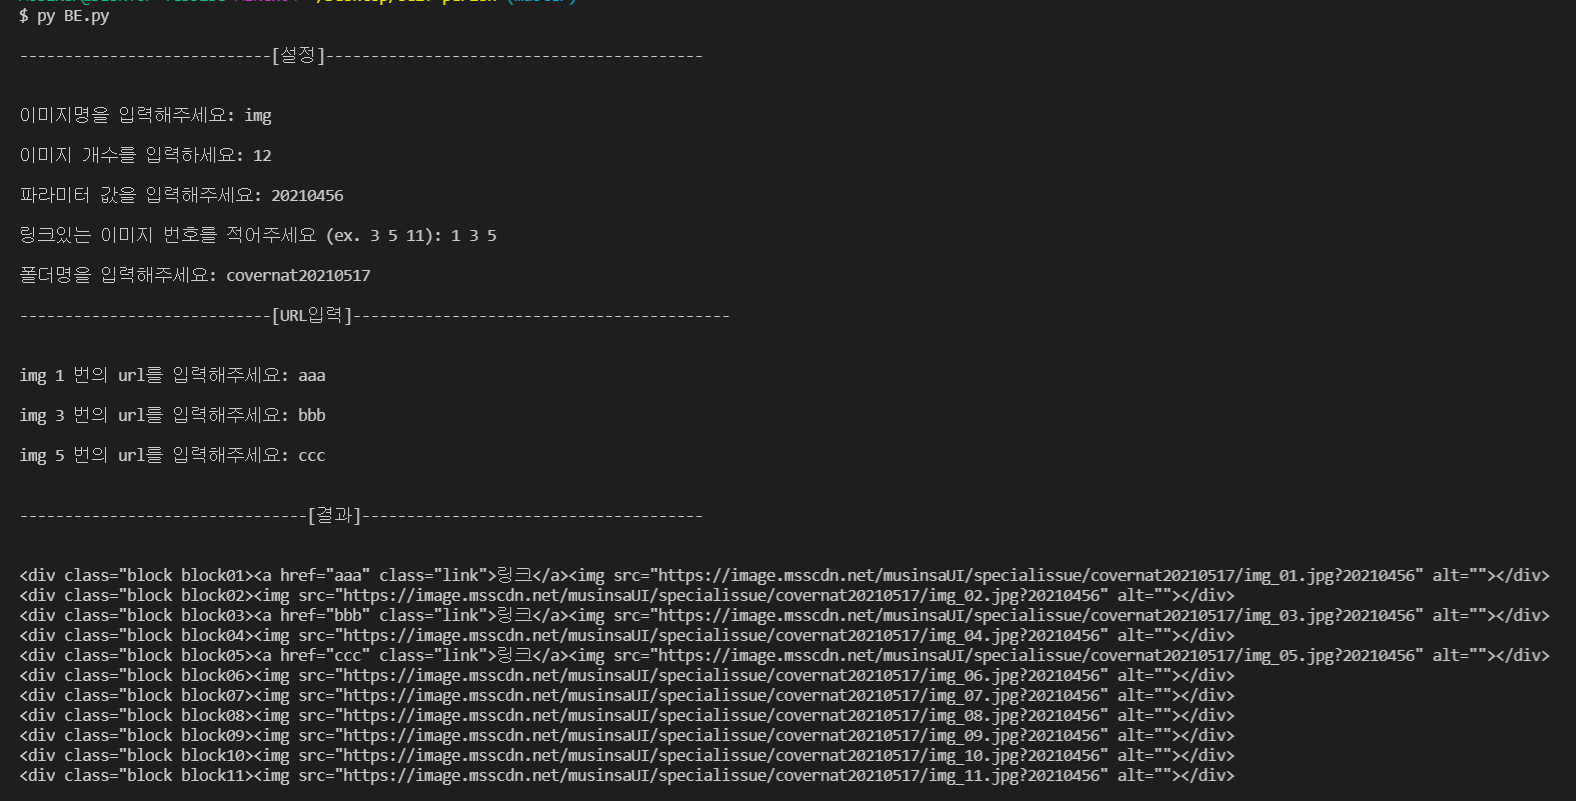 $ py BE.py
----------------------------[설정]------------------------------------------
이미지명을 입력해주세요: img
이미지 개수를 입력하세요: 12
파라미터 값을 입력해주세요: 20210456
링크있는 이미지 번호를 적어주세요 (ex. 3 5 11): 1 3 5
폴더명을 입력해주세요: covernat20210517
----------------------------[URL입력]------------------------------------------
img 1 번의 url를 입력해주세요: aaa
img 3 번의 url를 입력해주세요: bbb
img 5 번의 url를 입력해주세요: ccc
--------------------------------[결과]--------------------------------------
<div class="block block01><a href="aaa" class="link">링크</a><img src="https://image.msscdn.net/musinsaUI/specialissue/covernat20210517/img_01.jpg?20210456" alt=""></div>
<div class="block block02><img src="https://image.msscdn.net/musinsaUI/specialissue/covernat20210517/img_02.jpg?20210456" alt=""></div>
<div class="block block03><a href="bbb" class="link">링크</a><img src="https://image.msscdn.net/musinsaUI/specialissue/covernat20210517/img_03.jpg?20210456" alt=""></div>
<div class="block block04><img src="https://image.msscdn.net/musinsaUI/specialissue/covernat20210517/img_04.jpg?20210456" alt=""></div>
<div class="block block05><a href="ccc" class="link">링크</a><img src="https://image.msscdn.net/musinsaUI/specialissue/covernat20210517/img_05.jpg?20210456" alt=""></div>
<div class="block block06><img src="https://image.msscdn.net/musinsaUI/specialissue/covernat20210517/img_06.jpg?20210456" alt=""></div>
<div class="block block07><img src="https://image.msscdn.net/musinsaUI/specialissue/covernat20210517/img_07.jpg?20210456" alt=""></div>
<div class="block block08><img src="https://image.msscdn.net/musinsaUI/specialissue/covernat20210517/img_08.jpg?20210456" alt=""></div>
<div class="block block09><img src="https://image.msscdn.net/musinsaUI/specialissue/covernat20210517/img_09.jpg?20210456" alt=""></div>
<div class="block block10><img src="https://image.msscdn.net/musinsaUI/specialissue/covernat20210517/img_10.jpg?20210456" alt=""></div>
<div class="block block11><img src="https://image.msscdn.net/musinsaUI/specialissue/covernat20210517/img_11.jpg?20210456" alt=""></div>